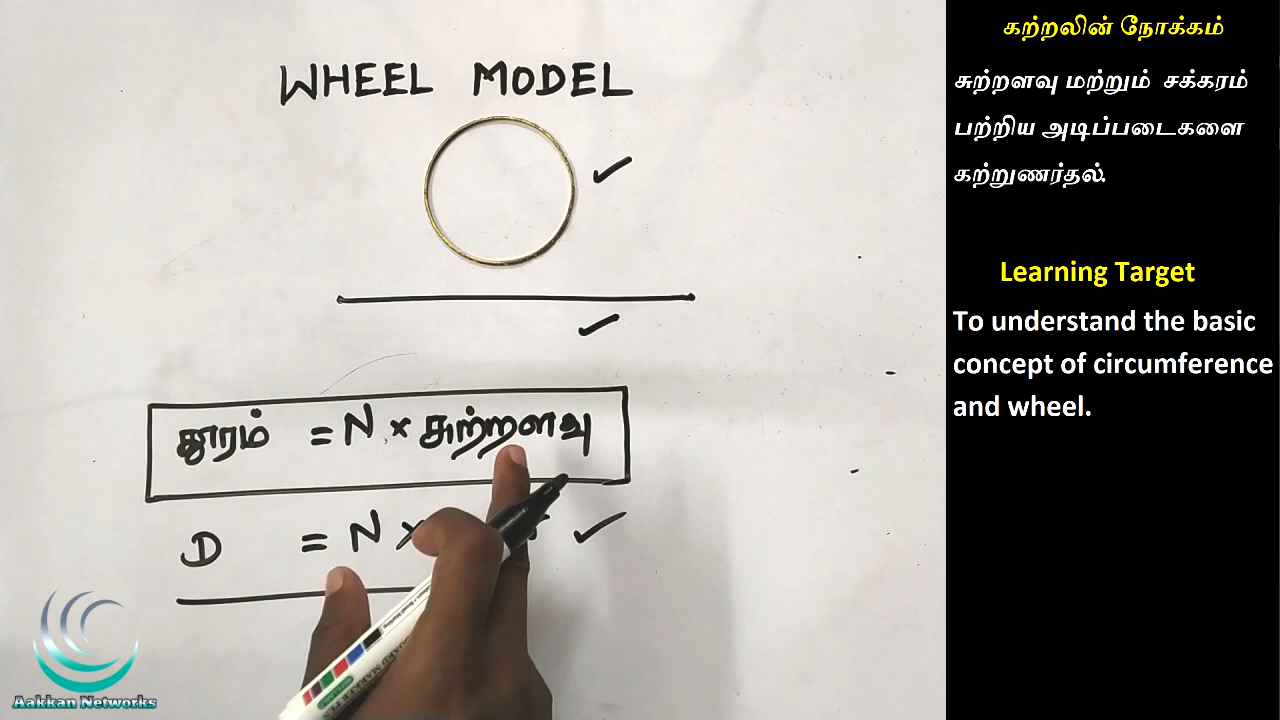 WHEEL MODEL
தூரம் = N × சுற்றளவு
D = N ×
Aakkan Networks
கற்றலின் நோக்கம்
சுற்றளவு மற்றும் சக்கரம்
பற்றிய அடிப்படைகளை
கற்றுணர்தல்.
Learning Target
To understand the basic
concept of circumference
and wheel.